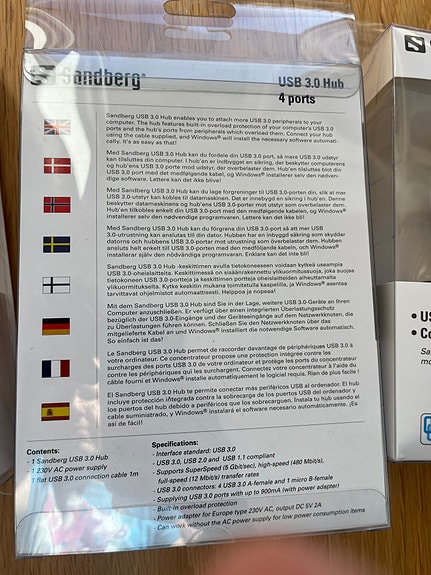 Sandberg®
USB 3.0 Hub
4 ports
Sandberg USB 3.0 Hub enables you to attach more USB 3.0 peripherals to your
computer. The hub features built-in overload protection of your computer's USB 3.0
ports and the hub's ports from peripherals which overload them. Connect your hub
using the cable supplied, and Windows® will install the necessary software automati-
cally. It's as easy as that!
Med Sandberg USB 3.0 Hub kan du fordele din USB 3.0 port, så mere USB 3.0 udstyr
kan tilsluttes din computer. I hub'en er indbygget en sikring, der beskytter computerens
og hub'ens USB 3.0 ports mod udstyr, der overbelaster dem. Hub'en tilsluttes blot din
USB 3.0 port med det medfølgende kabel, og Windows® installerer selv den nødven-
dige software. Lettere kan det ikke blive!
Med Sandberg USB 3.0 Hub kan du lage forgreninger til USB 3.0-porten din, slik at mer
USB 3.0-utstyr kan kobles til datamaskinen. Det er innebygd en sikring i hub'en. Denne
beskytter datamaskinens og hub'ens USB 3.0-porter mot utstyr som overbelaster dem.
Hub'en tilkobles enkelt til din USB 3.0-port med den medfølgende kabelen, og Windows®
installerer selv den nødvendige programvaren. Lettere kan det ikke bli!
Med Sandberg USB 3.0 Hub kan du förgrena din USB 3.0-port så att mer USB
3.0-utrustning kan anslutas till din dator. Hubben har en inbyggd säkring som skyddar
datorns och hubbens USB 3.0-portar mot utrustning som överbelastar dem. Hubben
ansluts helt enkelt till USB 3.0-porten med den medföljande kabeln, och Windows®
installerar själv den nödvändiga programvaran. Enklare kan det inte bli!
Sandberg USB 3.0 Hub -keskittimen avulla tietokoneeseen voidaan kytkeä useampia
USB 3.0-oheislaitteita. Keskittimessä on sisäänrakennettu ylikuormitussuoja, joka suojaa
tietokoneen USB 3.0-portteja ja keskittimen portteja oheislaitteiden aiheuttamalta
ylikuormitukselta. Kytke keskitin mukana toimitetulla kaapelilla, ja Windows® asentaa
tarvittavat ohjelmistot automaattisesti. Helppoa ja nopeaa!
Mit dem Sandberg USB 3.0 Hub sind Sie in der Lage, weitere USB 3.0-Geräte an Ihren
Computer anzuschließen. Er verfügt über einen integrierten Überlastungsschutz
bezüglich der USB 3.0-Eingänge und der Geräteeingänge auf dem Netzwerkknoten, die
zu Überlastungen führen können. Schließen Sie den Netzwerkknoten über das
mitgelieferte Kabel an und Windows® installiert die notwendige Software automatisch.
So einfach ist das!
Le Sandberg USB 3.0 Hub permet de raccorder davantage de périphériques USB 3.0 à
votre ordinateur. Ce concentrateur propose une protection intégrée contre les
surcharges des ports USB 3.0 de votre ordinateur et protège les ports du concentrateur
contre les périphériques qui les surchargent. Connectez votre concentrateur à l'aide du
câble fourni et Windows® installe automatiquement le logiciel requis. Rien de plus facile !
El Sandberg USB 3.0 Hub te permite conectar más periféricos USB al ordenador. El hub
incluye protección integrada contra la sobrecarga de los puertos USB del ordenador y
los puertos del hub debido a periféricos que los sobrecarguen. Instala tu hub usando el
cable suministrado, y Windows® instalará el software necesario automáticamente. ¡Es
así de fácil!
Contents:
- 1 Sandberg USB 3.0 Hub
- 1 230V AC power supply
- 1 flat USB 3.0 connection cable 1m
Specifications:
- Interface standard: USB 3.0
- USB 3.0, USB 2.0 and USB 1.1 compliant
- Supports SuperSpeed (5 Gbit/sec), high-speed (480 Mbit/s),
full-speed (12 Mbit/s) transfer rates
- USB 3.0 connectors: 4 USB 3.0 A-female and 1 micro B-female
- Supplying USB 3.0 ports with up to 900mA (with power adapter)
- Built-in overload protection
- Power adapter for Europe type 230V AC, output DC 5V 2A
- Can work without the AC power supply for low power consumption items